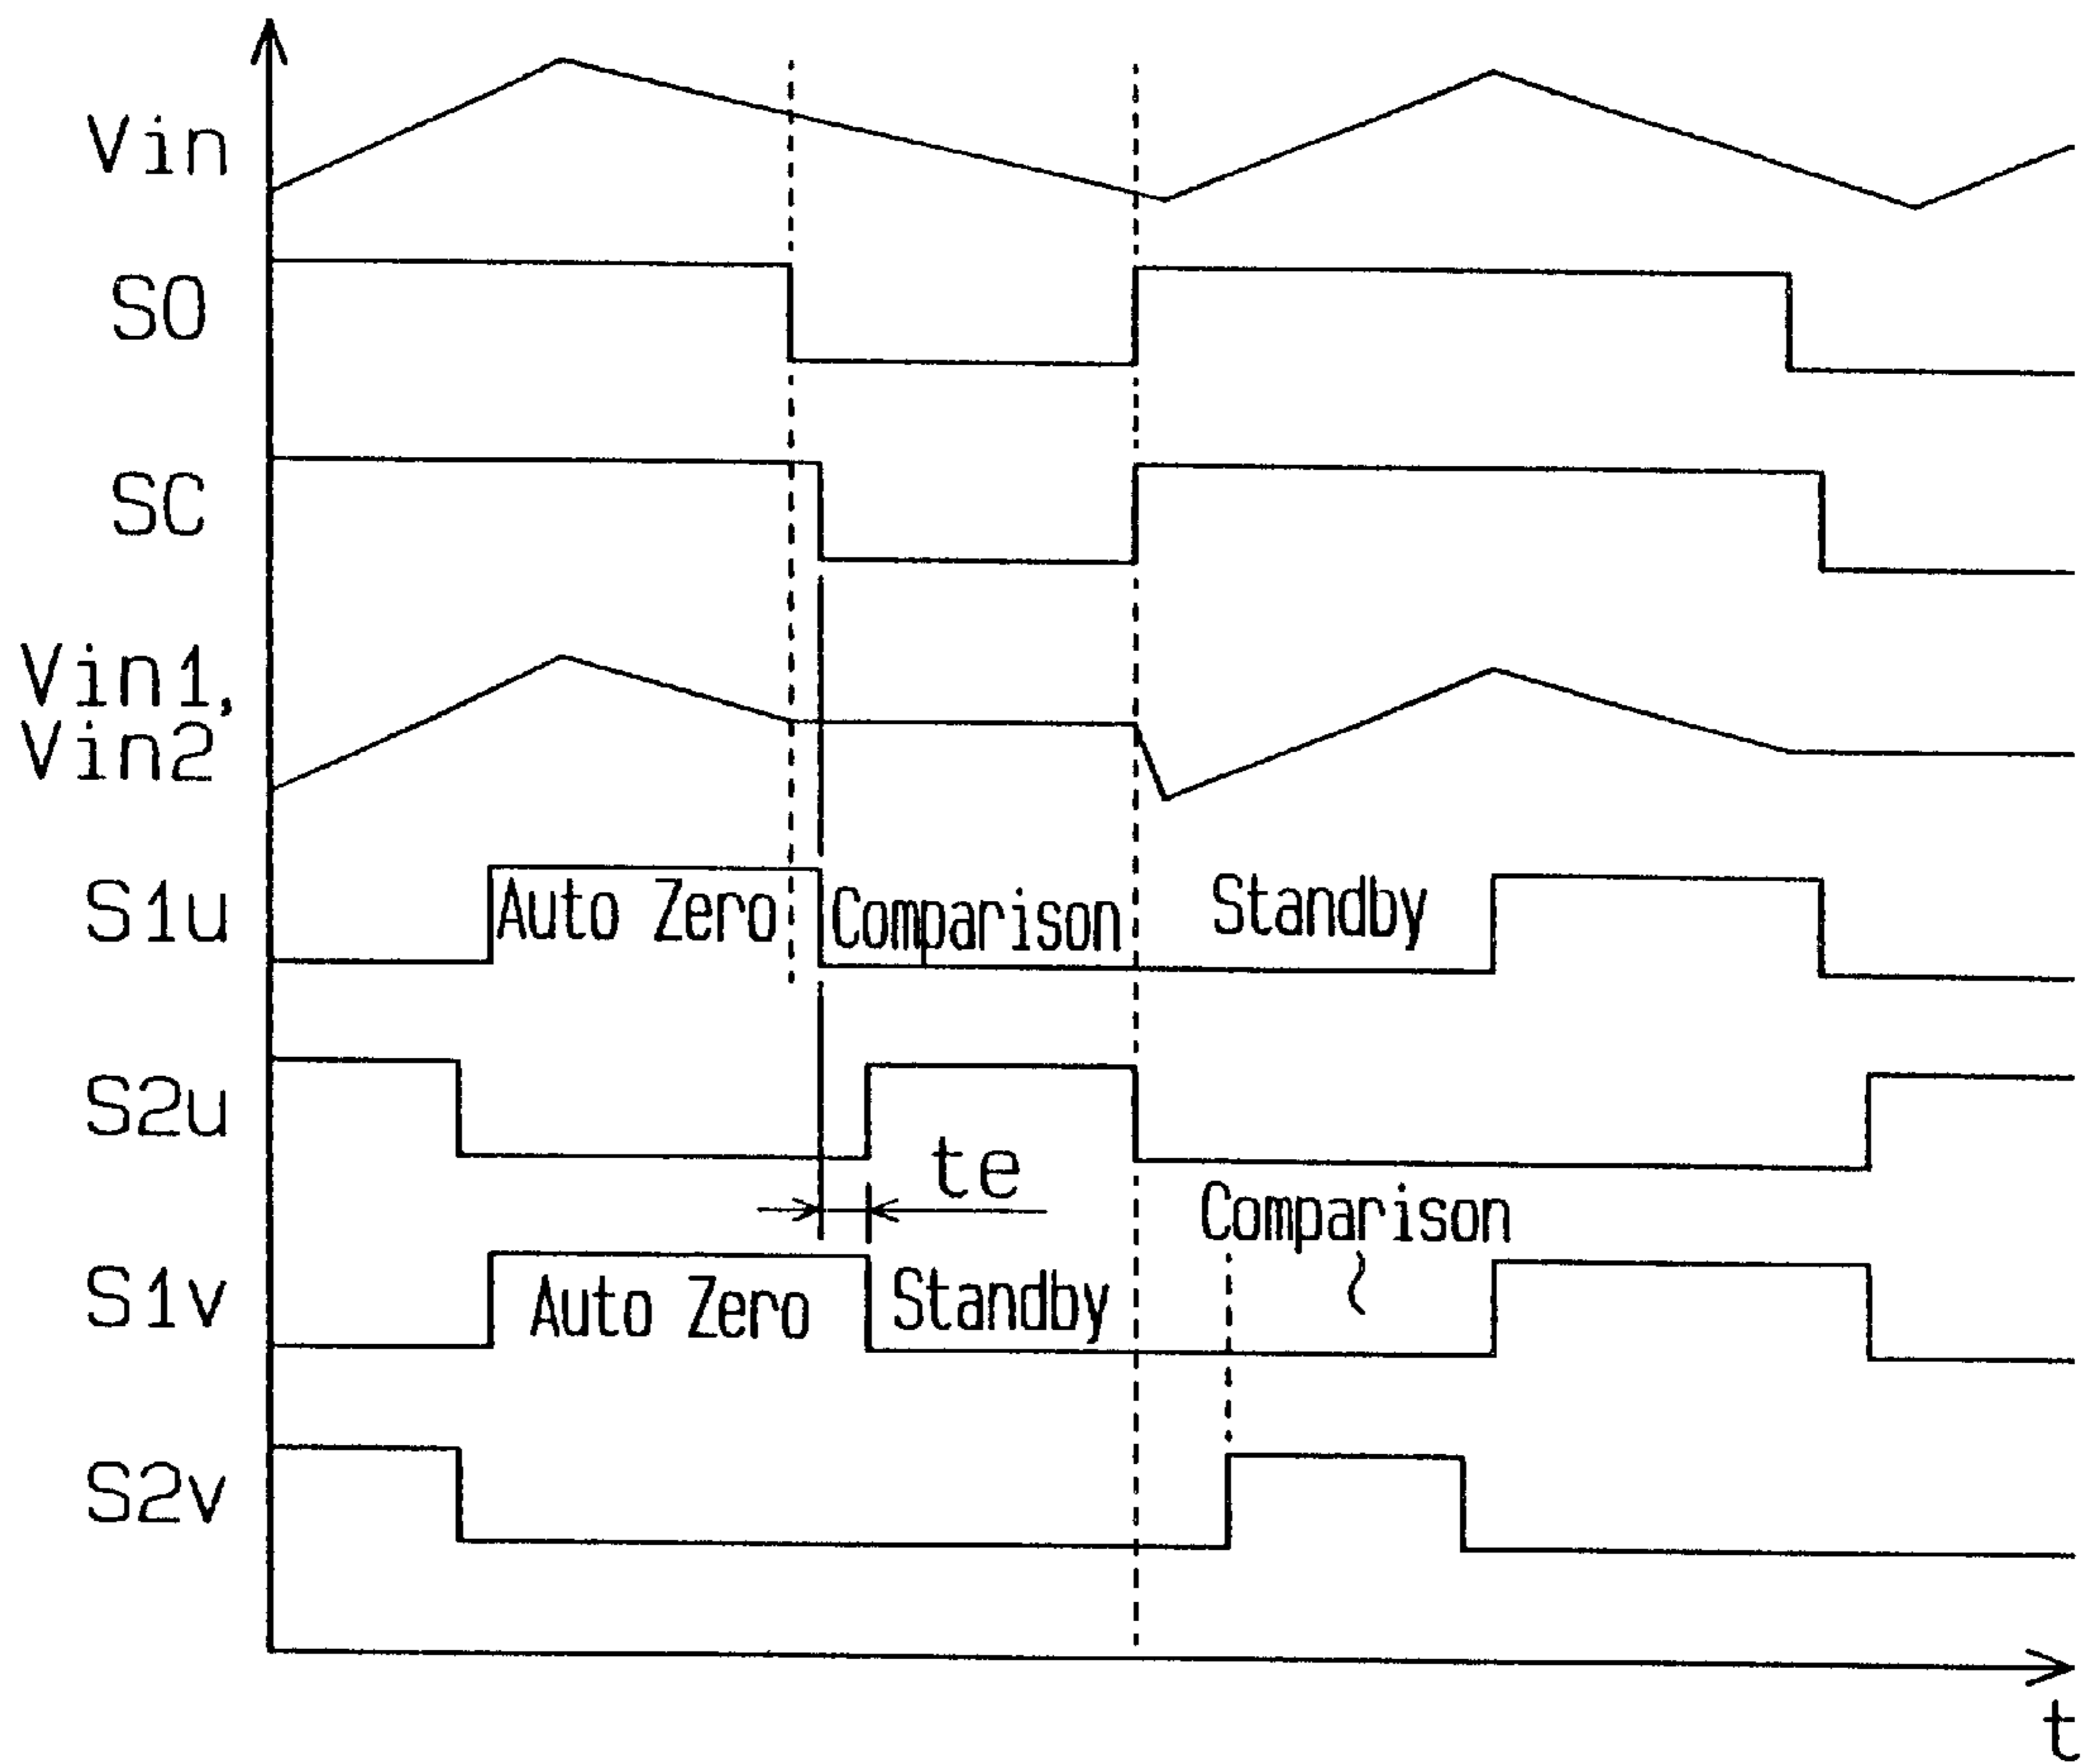 Vin
S0
SC
Vin1,
Vin2
S1u
Auto Zero
Comparison
Standby
S2u
te
Comparison
S1v
Auto Zero
Standby
S2v
t